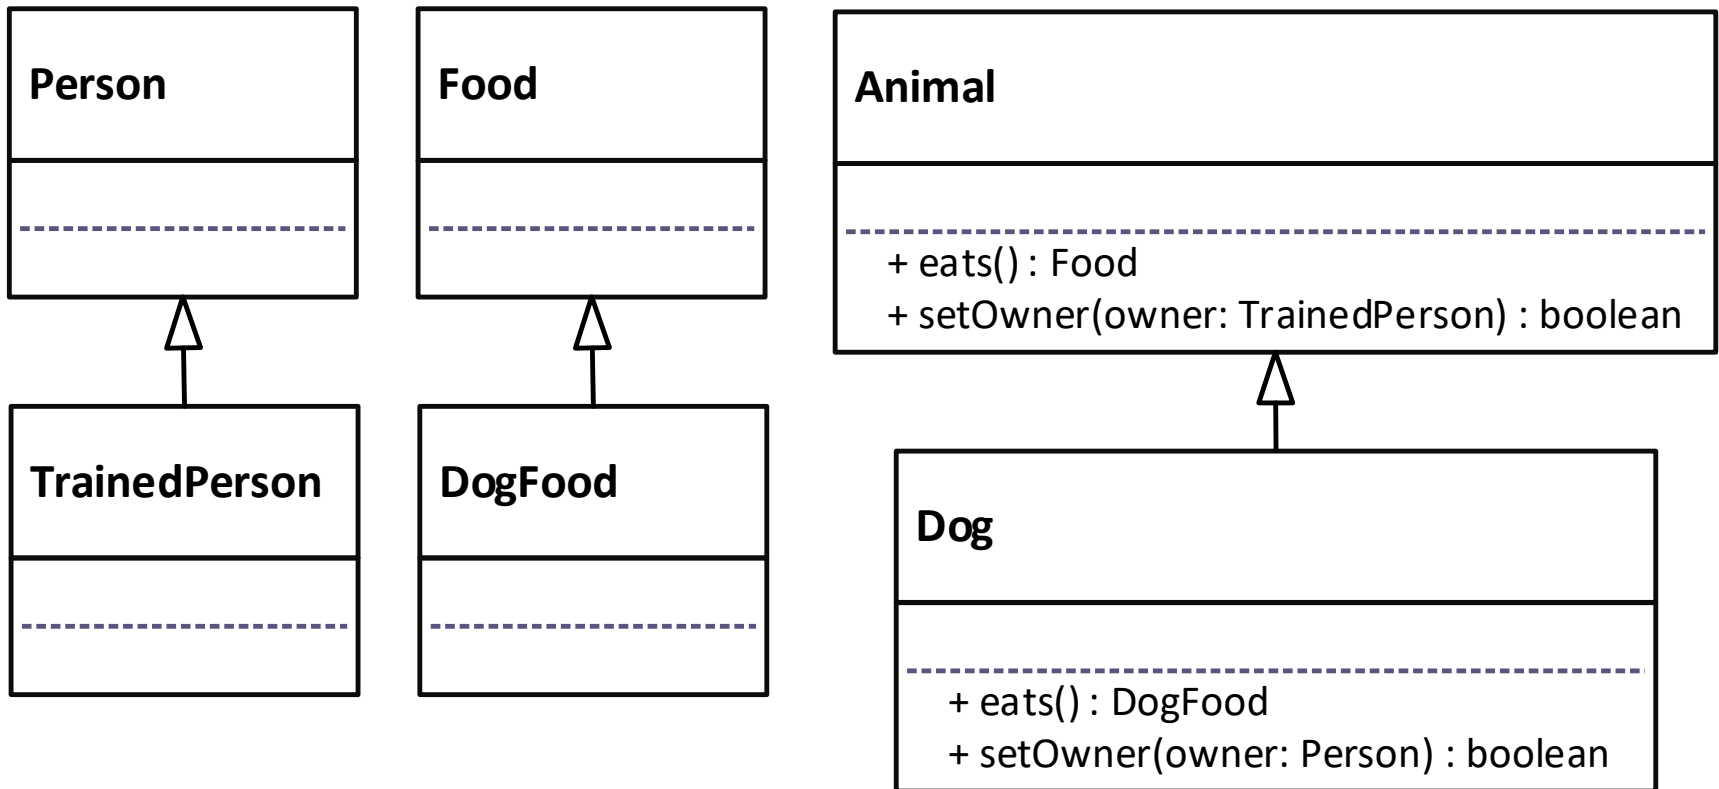 Person
Food
Animal
+ eats() : Food
+ setOwner(owner: TrainedPerson) : boolean
TrainedPerson
DogFood
Dog
+ eats() : DogFood
+ setOwner(owner: Person) : boolean